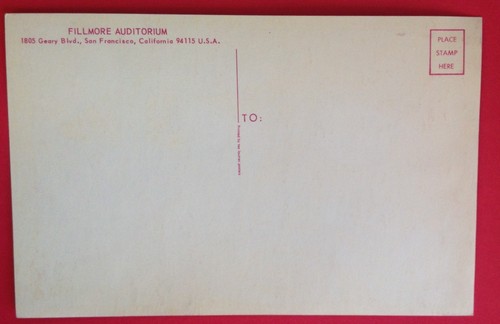 FILLMORE AUDITORIUM
1805 Geary Blvd., San Francisco, California 94115 U.S.A.
PLACE
STAMP
HERE
TO: